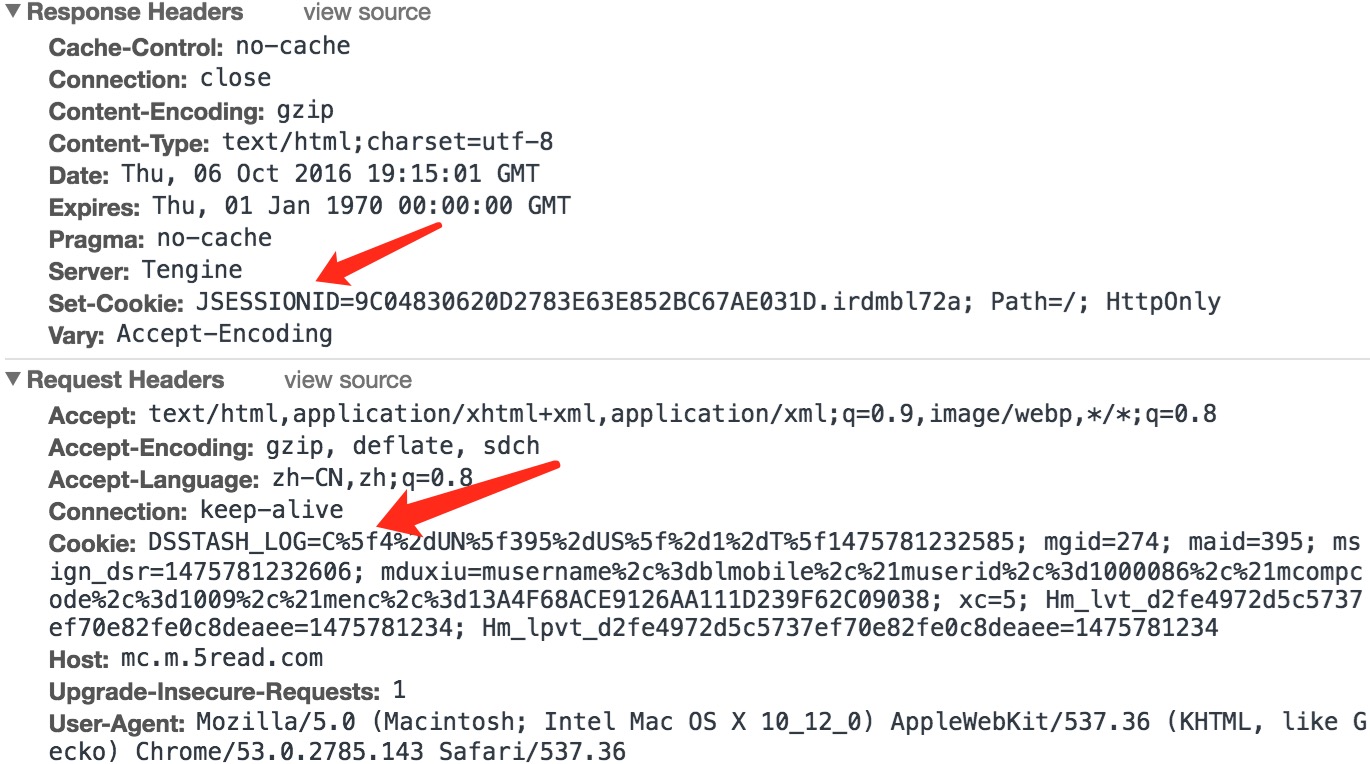 ▼ Response Headers view source
Cache-Control: no-cache
Connection: close
Content-Encoding: gzip
Content-Type: text/html;charset=utf-8
Date: Thu, 06 Oct 2016 19:15:01 GMT
Expires: Thu, 01 Jan 1970 00:00:00 GMT
Pragma: no-cache
Server: Tengine
Set-Cookie: JSESSIONID=9C04830620D2783E63E852BC67AE031D.irdmbl72a; Path=/; HttpOnly
Vary: Accept-Encoding
▼ Request Headers view source
Accept: text/html,application/xhtml+xml,application/xml;q=0.9,image/webp,*/*;q=0.8
Accept-Encoding: gzip, deflate, sdch
Accept-Language: zh-CN,zh;q=0.8
Connection: keep-alive
Cookie: DSSTASH_LOG=C%5f4%2dUN%5f395%2dUS%5f%2d1%2dT%5f1475781232585; mgid=274; maid=395; ms
ign_dsr=1475781232606; mduxiu=musername%2c%3dblmobile%2c%21muserid%2c%3d1000086%2c%21mcompc
ode%2c%3d1009%2c%21menc%2c%3d13A4F68ACE9126AA111D239F62C09038; xc=5; Hm_lvt_d2fe4972d5c5737
ef70e82fe0c8deaee=1475781234; Hm_lpvt_d2fe4972d5c5737ef70e82fe0c8deaee=1475781234
Host: mc.m.5read.com
Upgrade-Insecure-Requests: 1
User-Agent: Mozilla/5.0 (Macintosh; Intel Mac OS X 10_12_0) AppleWebKit/537.36 (KHTML, like G
ecko) Chrome/53.0.2785.143 Safari/537.36